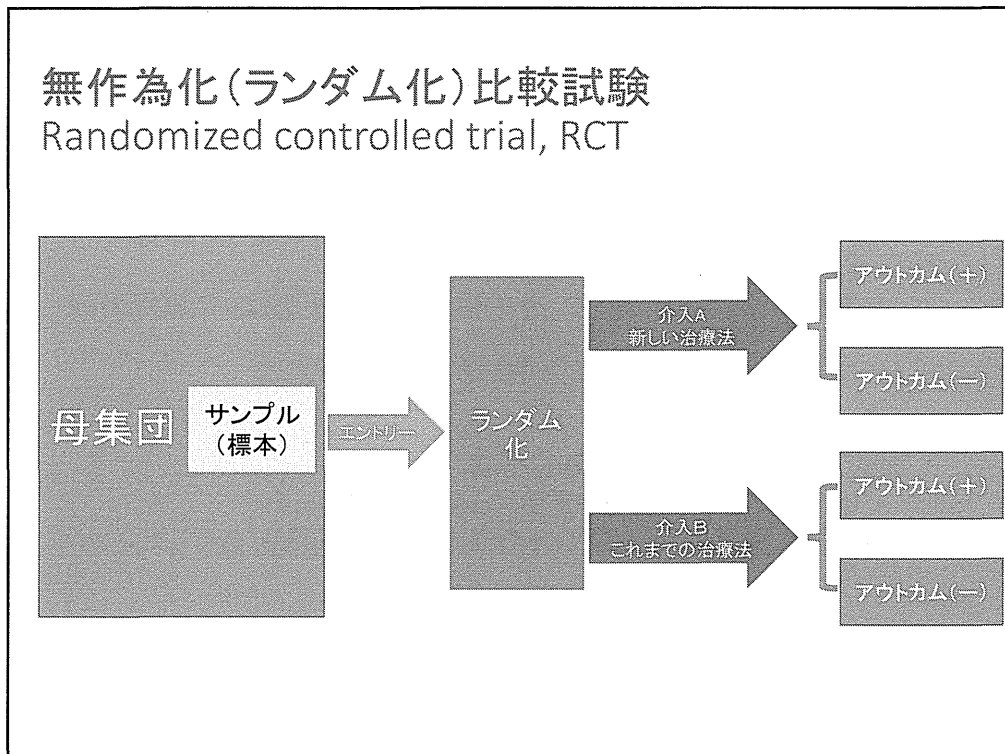 無作為化(ランダム化)比較試験
Randomized controlled trial, RCT
母集団
サンプル
(標本)
エントリー
ランダム
化
介入A
新しい治療法
アウトカム(+)
アウトカム(ー)
介入B
これまでの治療法
アウトカム(+)
アウトカム(ー)